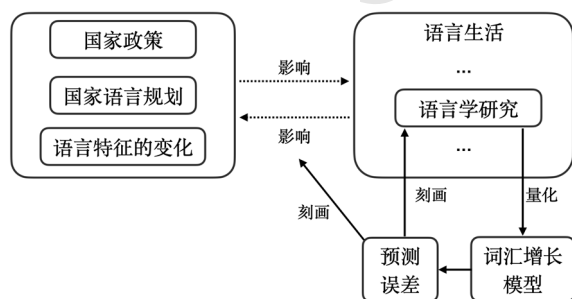 国家政策
国家语言规划
语言特征的变化
影响
影响
语言生活
…
语言学研究
…
刻画
刻画
量化
预测
误差
词汇增长
模型